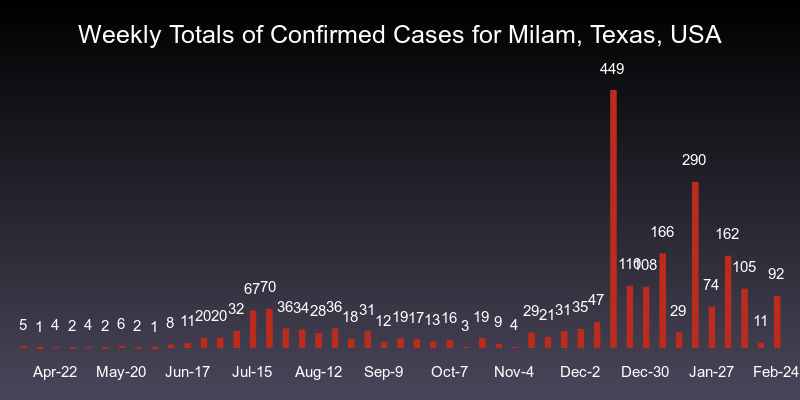 Weekly Totals of Confirmed Cases for Milam, Texas, USA
449
290
166
162
110 108
105
92
74
67 70
47
36 34 28 36 32 31 35 29 31 29
20 20 18 19 17 13 16 19 21
5 1 4 2 4 2 6 2 1 8 11 12 3 9 4 11
Apr-22 May-20 Jun-17 Jul-15 Aug-12 Sep-9 Oct-7 Nov-4 Dec-2 Dec-30 Jan-27 Feb-24